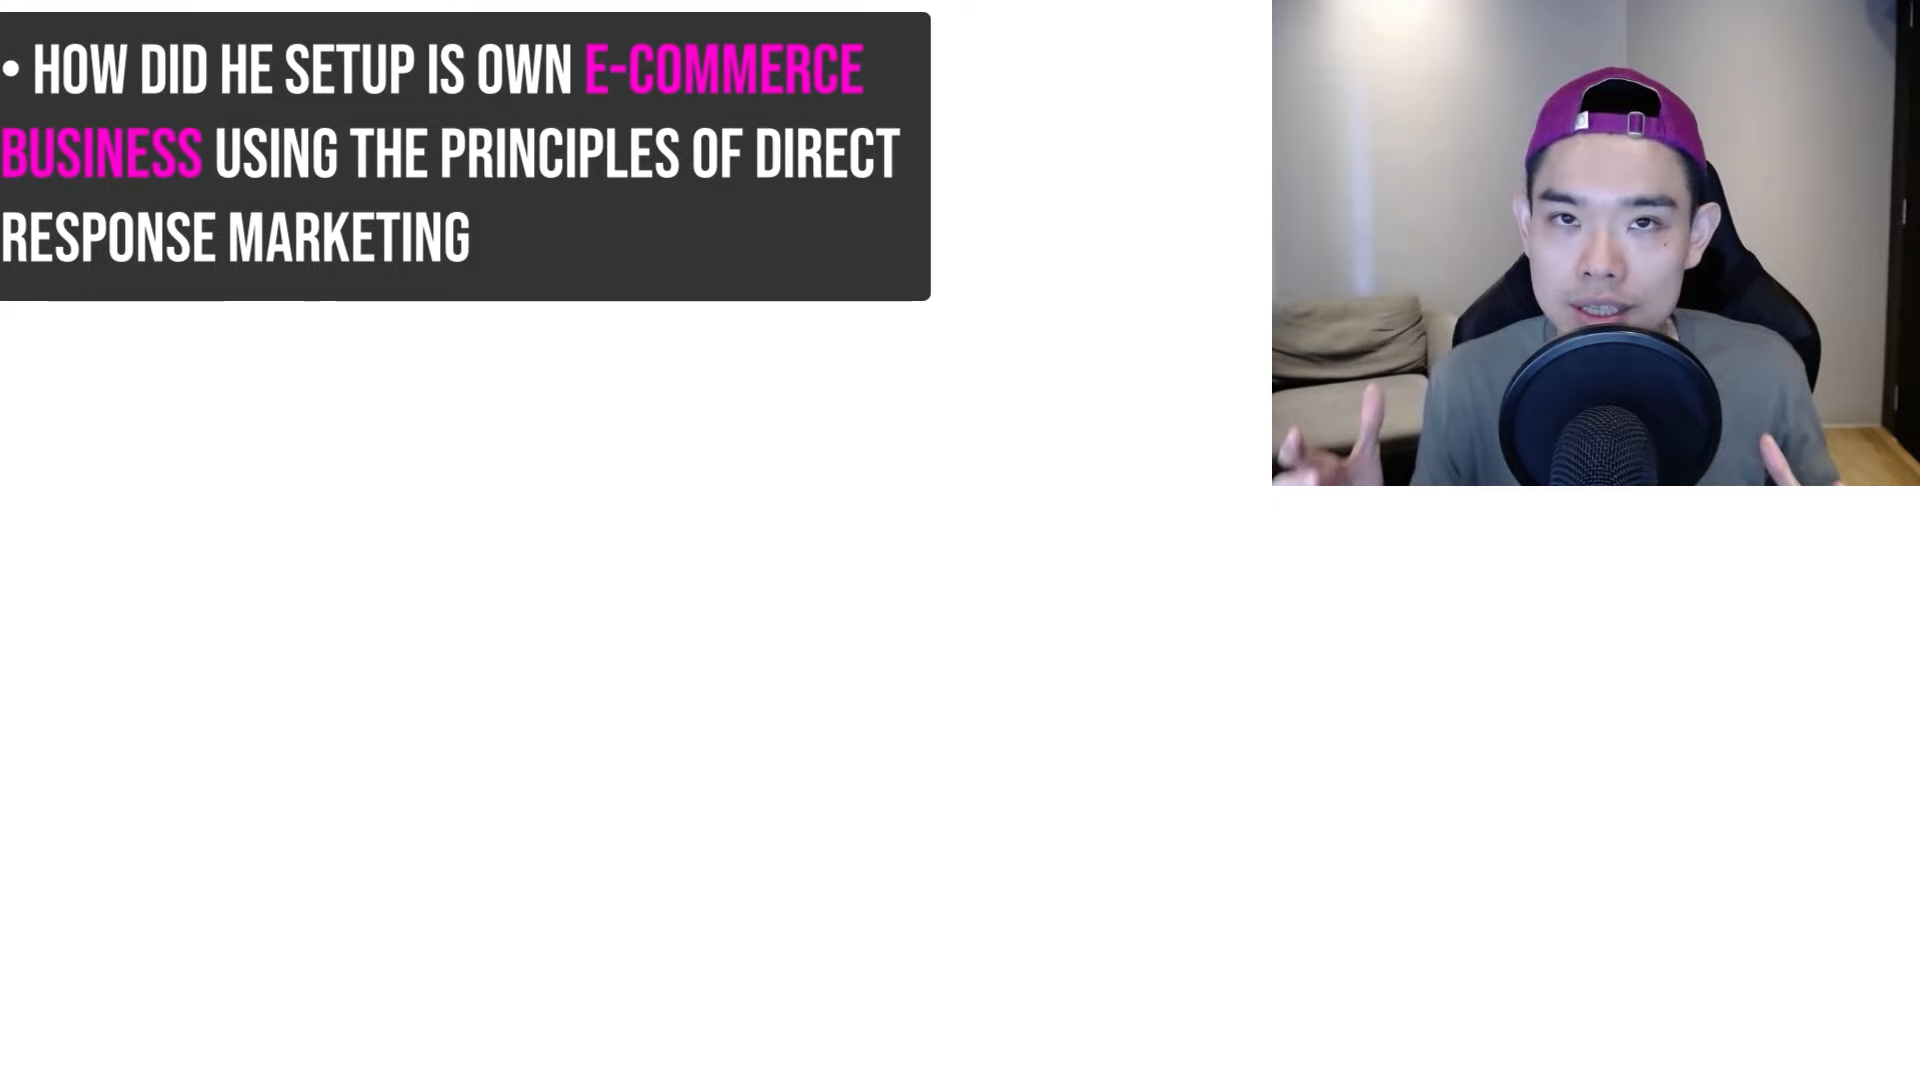 • HOW DID HE SETUP IS OWN E-COMMERCE
BUSINESS USING THE PRINCIPLES OF DIRECT
RESPONSE MARKETING